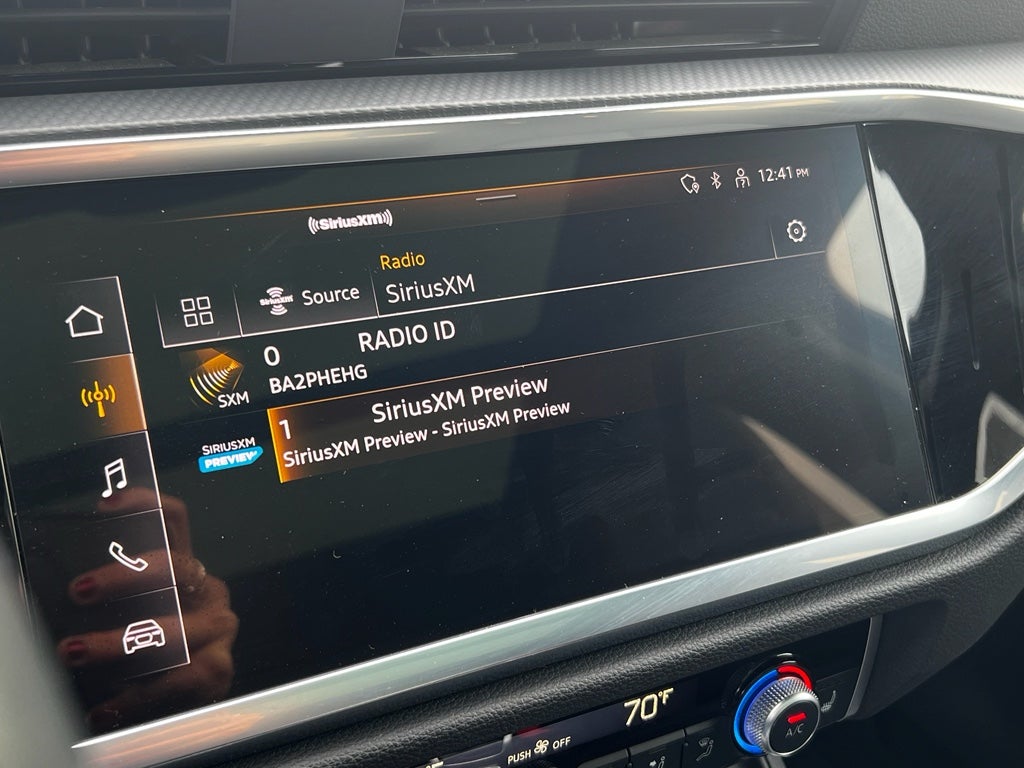 12:41 PM
((SiriusXM))
Radio
SiriusXM
SiriusXM
Source
0
RADIO ID
BA2PHEHG
SXM
1
SiriusXM Preview
SiriusXM Preview - SiriusXM Preview
SIRIUSXM
PREVIEW
70°F
PUSH OFF
A/C